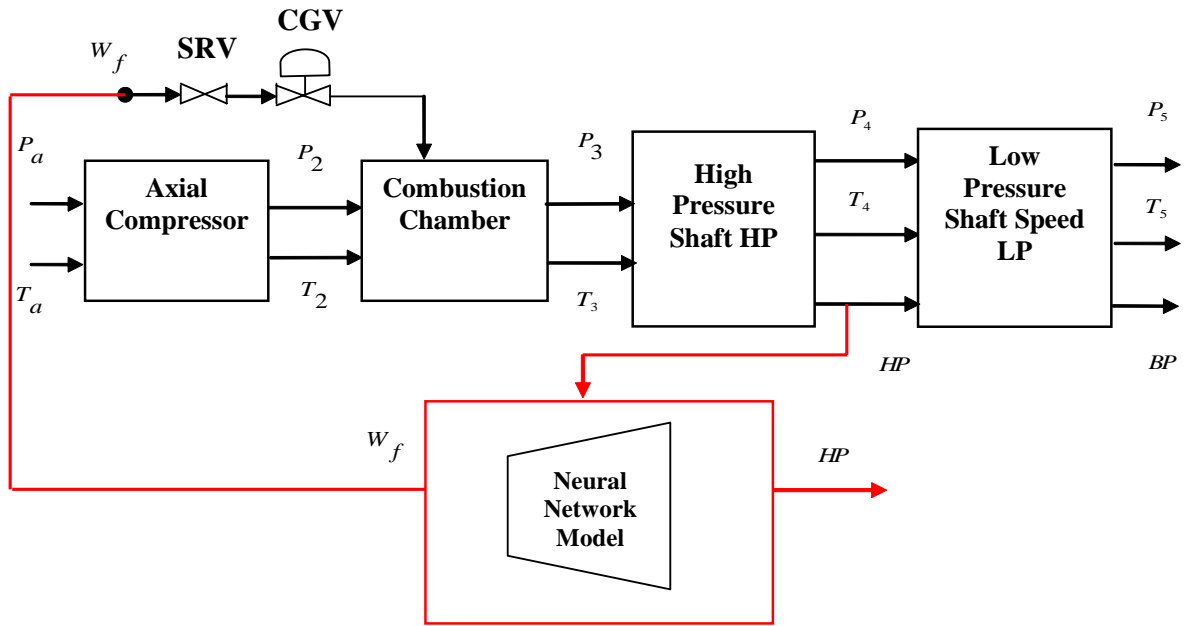 CGV
SRV
W_f
P_a
T_a
Axial
Compressor
P_2
T_2
Combustion
Chamber
P_3
T_3
High
Pressure
Shaft HP
P_4
T_4
HP
Low
Pressure
Shaft Speed
LP
P_5
T_5
BP
W_f
Neural
Network
Model
HP